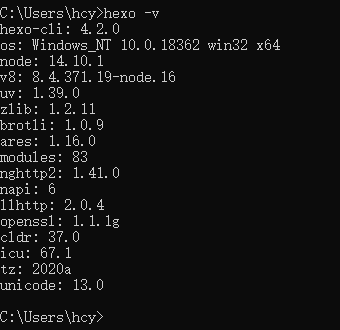 C:\Users\hcy>hexo -v
hexo-cli: 4.2.0
os: Windows_NT 10.0.18362 win32 x64
node: 14.10.1
v8: 8.4.371.19-node.16
uv: 1.39.0
zlib: 1.2.11
brotli: 1.0.9
ares: 1.16.0
modules: 83
nghttp2: 1.41.0
napi: 6
llhttp: 2.0.4
openssl: 1.1.1g
cldr: 37.0
icu: 67.1
tz: 2020a
unicode: 13.0
C:\Users\hcy>